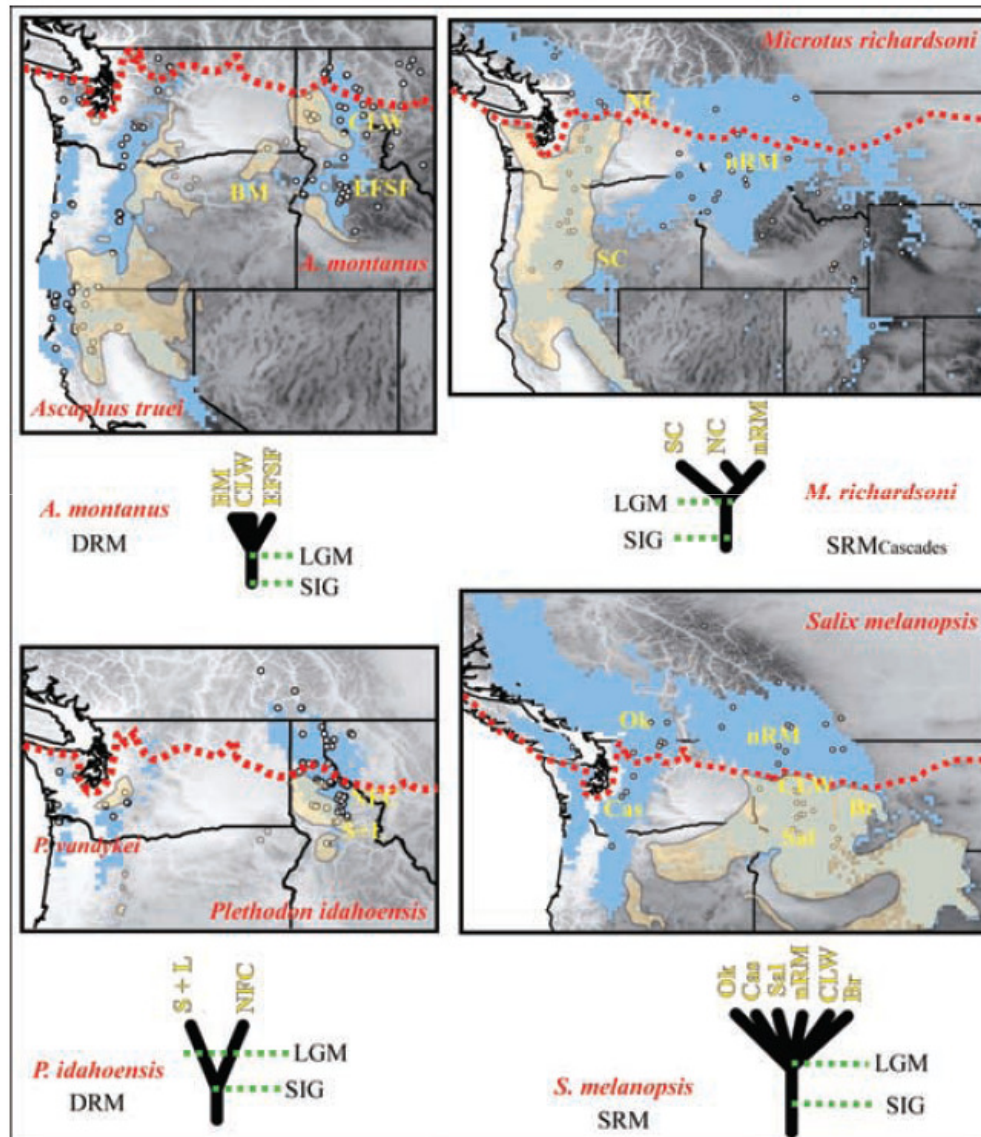 CLW
BM
EFSF
A. montanus
Ascaphus truei
Microtus richardsoni
NC
nRM
SC
BM
CLW
EFSF
A. montanus
DRM
LGM
SIG
SC
NC
nRM
LGM
SIG
M. richardsoni
SRMCascades
NFC
S+L
P. vandykei
Plethodon idahoensis
Salix melanopsis
Ok
nRM
CLW
Cas
Br
Sal
S + L
NFC
LGM
SIG
P. idahoensis
DRM
Ok
Cas
Sal
nRM
CLW
Br
LGM
SIG
S. melanopsis
SRM